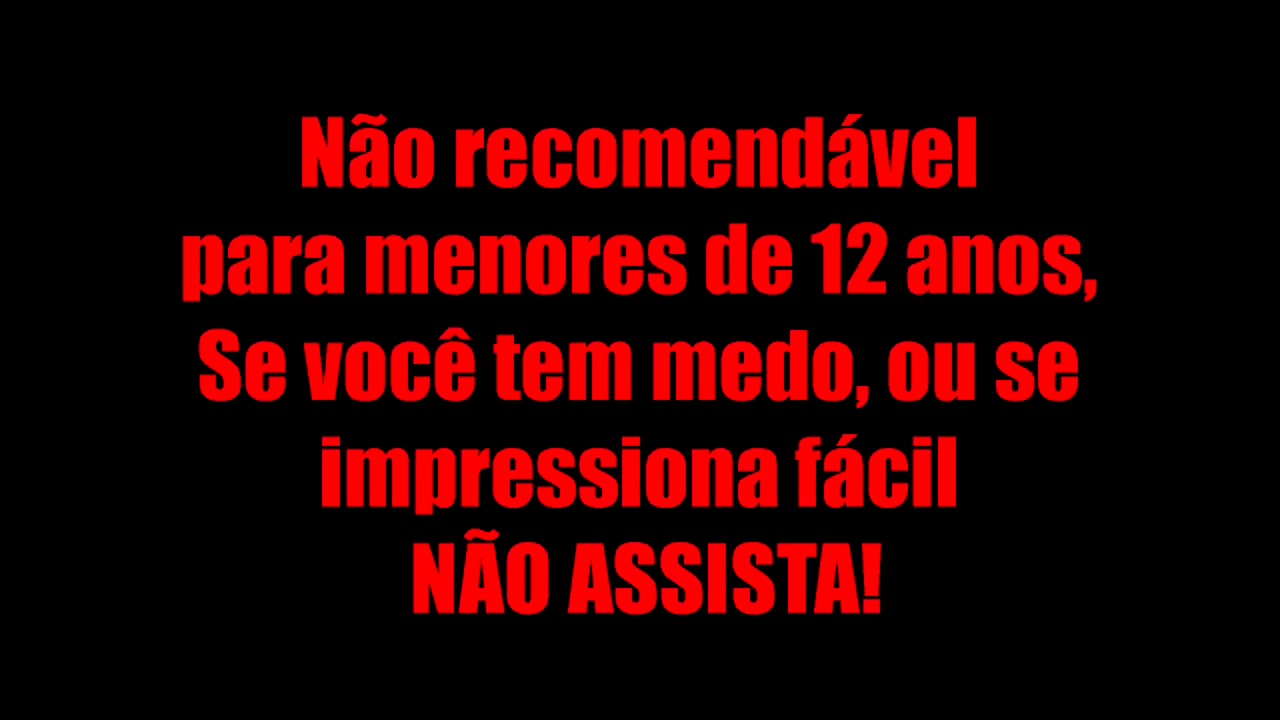 Não recomendável
para menores de 12 anos,
Se você tem medo, ou se
impressiona fácil
NÃO ASSISTA!